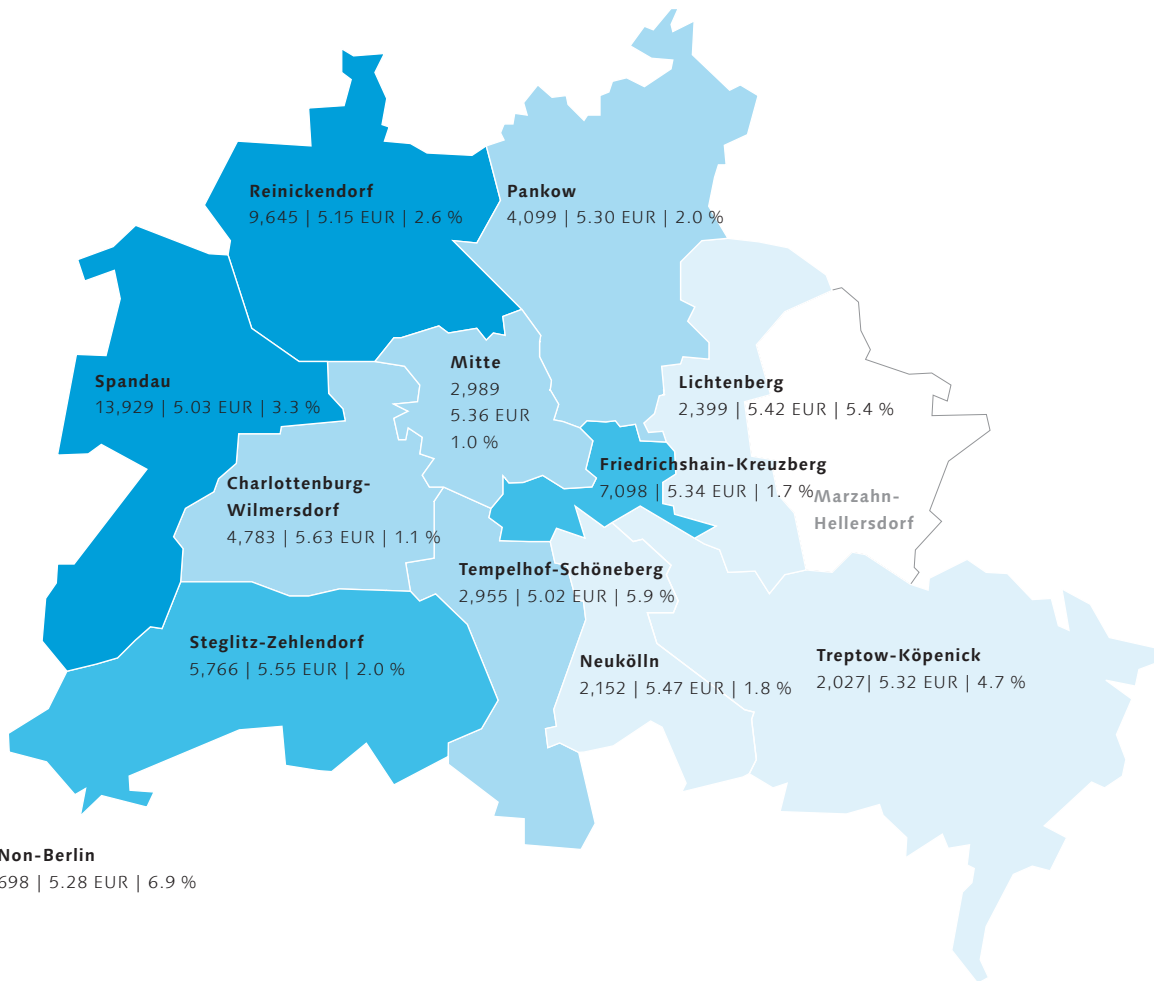 Reinickendorf
9,645 | 5.15 EUR | 2.6 %
Pankow
4,099 | 5.30 EUR | 2.0 %
Mitte
2,989
5.36 EUR
1.0 %
Spandau
13,929 | 5.03 EUR | 3.3 %
Lichtenberg
2,399 | 5.42 EUR | 5.4 %
Charlottenburg-
Wilmersdorf
4,783 | 5.63 EUR | 1.1 %
Friedrichshain-Kreuzberg
7,098 | 5.34 EUR | 1.7 %
Marzahn-
Hellersdorf
Tempelhof-Schöneberg
2,955 | 5.02 EUR | 5.9 %
Steglitz-Zehlendorf
5,766 | 5.55 EUR | 2.0 %
Neukölln
2,152 | 5.47 EUR | 1.8 %
Treptow-Köpenick
2,027| 5.32 EUR | 4.7 %
Non-Berlin
698 | 5.28 EUR | 6.9 %